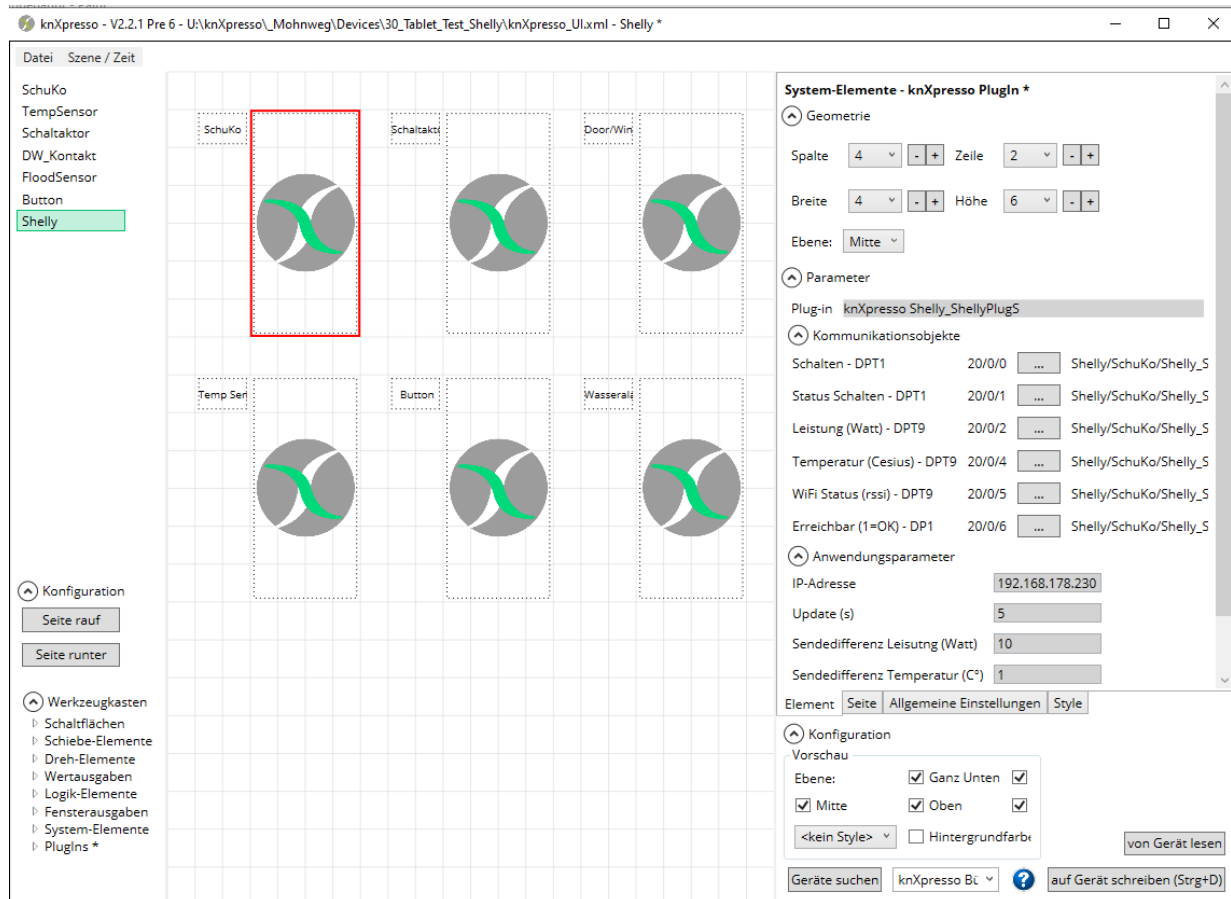 knXpresso - V2.2.1 Pre 6 - U:\knXpresso\_Mohnweg\Devices\30_Tablet_Test_Shelly\knXpresso_UI.xml - Shelly *
Datei Szene / Zeit
SchuKo
TempSensor
Schaltaktor
DW_Kontakt
FloodSensor
Button
Shelly
Konfiguration
Seite rauf
Seite runter
Werkzeugkasten
Schaltflächen
Schiebe-Elemente
Dreh-Elemente
Wertausgaben
Logik-Elemente
Fensterausgaben
System-Elemente
PlugIns *
SchuKo Schaltakto Door/Win
Temp Sen Button Wasserala
System-Elemente - knXpresso PlugIn *
Geometrie
Spalte 4 - + Zeile 2 - +
Breite 4 - + Höhe 6 - +
Ebene: Mitte
Parameter
Plug-in knXpresso Shelly_ShellyPlugS
Kommunikationsobjekte
Schalten - DPT1 20/0/0 ... Shelly/SchuKo/Shelly_S
Status Schalten - DPT1 20/0/1 ... Shelly/SchuKo/Shelly_S
Leistung (Watt) - DPT9 20/0/2 ... Shelly/SchuKo/Shelly_S
Temperatur (Cesius) - DPT9 20/0/4 ... Shelly/SchuKo/Shelly_S
WiFi Status (rssi) - DPT9 20/0/5 ... Shelly/SchuKo/Shelly_S
Erreichbar (1=OK) - DP1 20/0/6 ... Shelly/SchuKo/Shelly_S
Anwendungsparameter
IP-Adresse 192.168.178.230
Update (s) 5
Sendedifferenz Leisutng (Watt) 10
Sendedifferenz Temperatur (C°) 1
Element Seite Allgemeine Einstellungen Style
Konfiguration
Vorschau
Ebene: Ganz Unten
Mitte Oben
<kein Style> Hintergrundfarbe
von Gerät lesen
Geräte suchen knXpresso Bü ? auf Gerät schreiben (Strg+D)